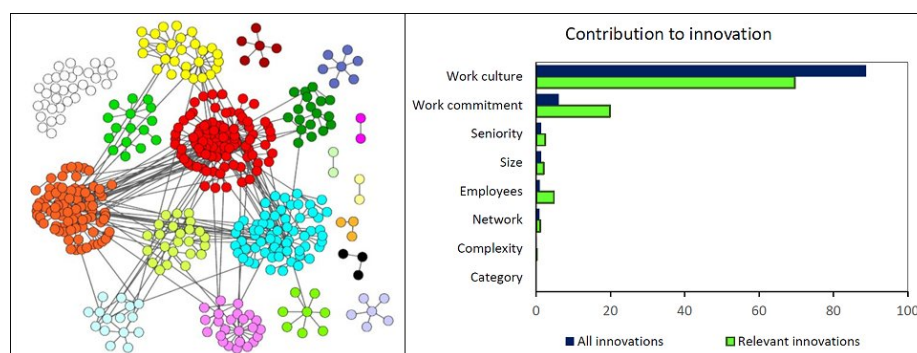 Contribution to innovation
Work culture
Work commitment
Seniority
Size
Employees
Network
Complexity
Category
0 20 40 60 80 100
All innovations Relevant innovations